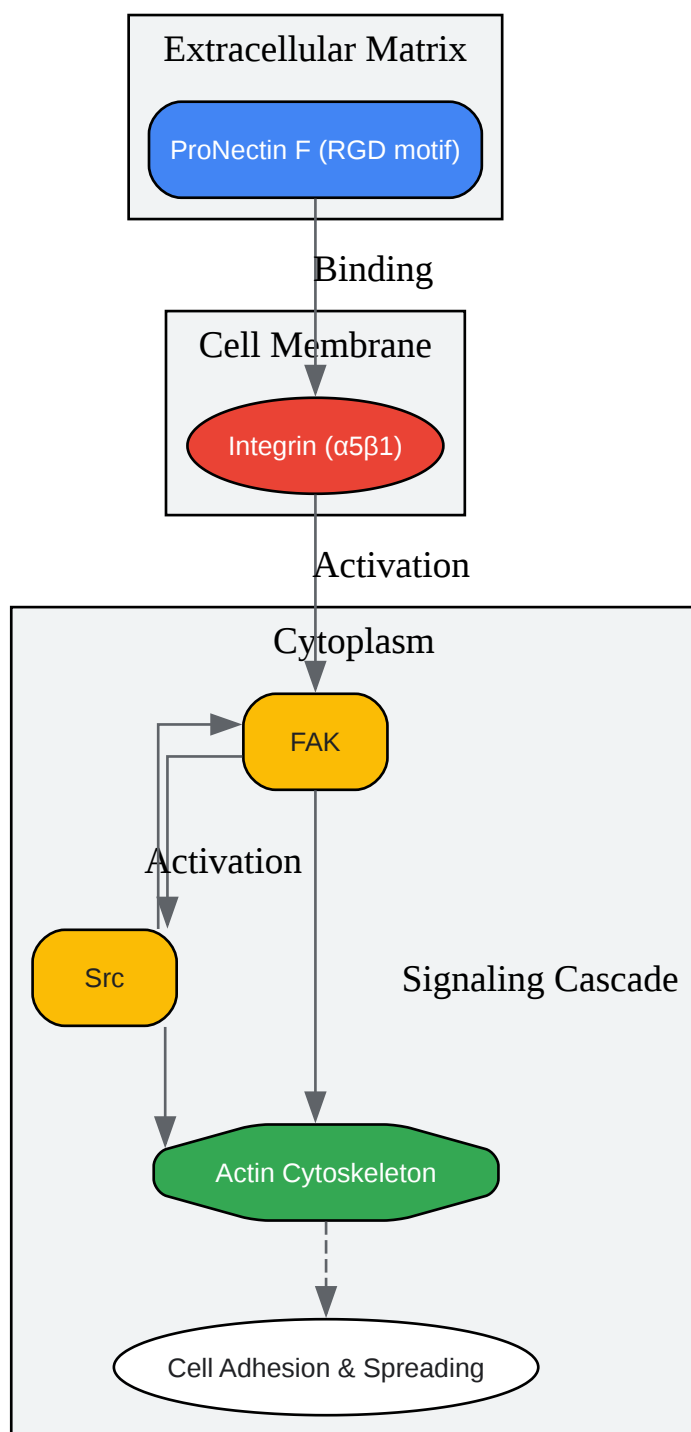 Extracellular Matrix
ProNectin F (RGD motif)
Binding
Cell Membrane
Integrin (α5β1)
Activation
Cytoplasm
FAK
Activation
Src
Signaling Cascade
Actin Cytoskeleton
Cell Adhesion & Spreading